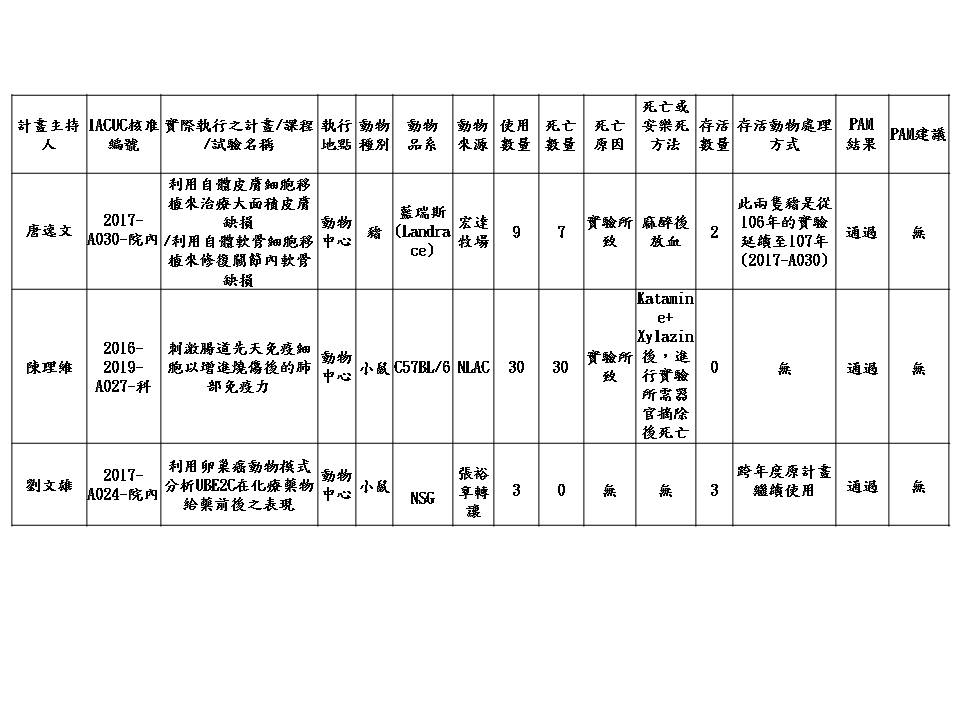 計畫主持人
IACUC核准編號
實際執行之計畫/課程/試驗名稱
執行地點
動物種別
動物品系
動物來源
使用數量
死亡數量
死亡原因
死亡或安樂死方法
存活數量
存活動物處理方式
PAM結果
PAM建議
唐逸文
2017-A030-院內
利用自體皮膚細胞移植來治療大面積皮膚缺損
/利用自體軟骨細胞移植來修復關節內軟骨缺損
動物中心
豬
藍瑞斯(Landrace)
宏達牧場
9
7
實驗所致
麻醉後放血
2
此兩隻豬是從106年的實驗延續至107年(2017-A030)
通過
無
陳理維
2016-2019-A027-科
刺激腸道先天免疫細胞以增進燒傷後的肺部免疫力
動物中心
小鼠
C57BL/6
NLAC
30
30
實驗所致
Katamine+Xylazin後，進行實驗所需器官摘除後死亡
0
無
通過
無
劉文雄
2017-A024-院內
利用卵巢癌動物模式分析UBE2C在化療藥物給藥前後之表現
動物中心
小鼠
NSG
張裕享轉讓
3
0
無
無
3
跨年度原計畫繼續使用
通過
無